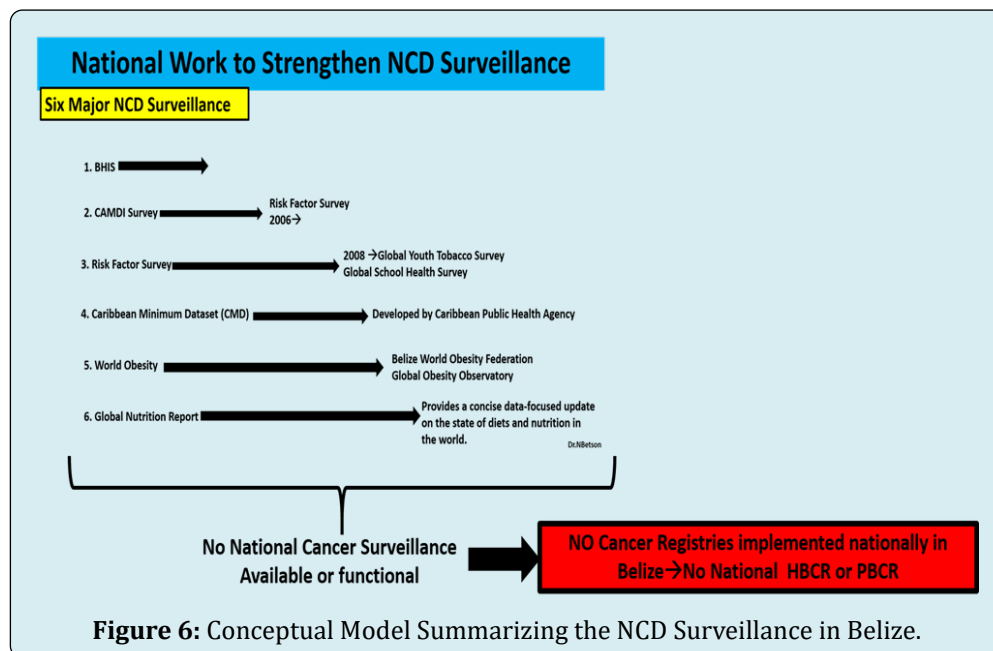 National Work to Strengthen NCD Surveillance
Six Major NCD Surveillance
1. BHIS
2. CAMDI Survey
Risk Factor Survey
2006→
3. Risk Factor Survey
2008 →Global Youth Tobacco Survey
Global School Health Survey
4. Caribbean Minimum Dataset (CMD)
Developed by Caribbean Public Health Agency
5. World Obesity
Belize World Obesity Federation
Global Obesity Observatory
6. Global Nutrition Report
Provides a concise data-focused update
on the state of diets and nutrition in
the world.
Dr.NBetson
No National Cancer Surveillance
Available or functional
NO Cancer Registries implemented nationally in
Belize→No National HBCR or PBCR
Figure 6: Conceptual Model Summarizing the NCD Surveillance in Belize.